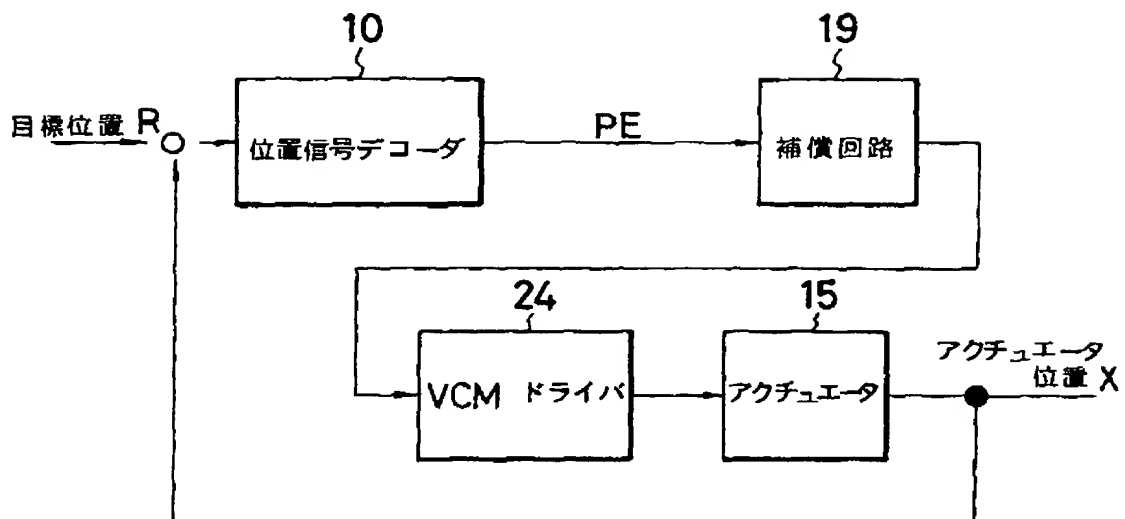 10
19
目標位置 R
位置信号デコーダ
PE
補償回路
24
15
VCM ドライバ
アクチュエータ
アクチュエータ
位置 X